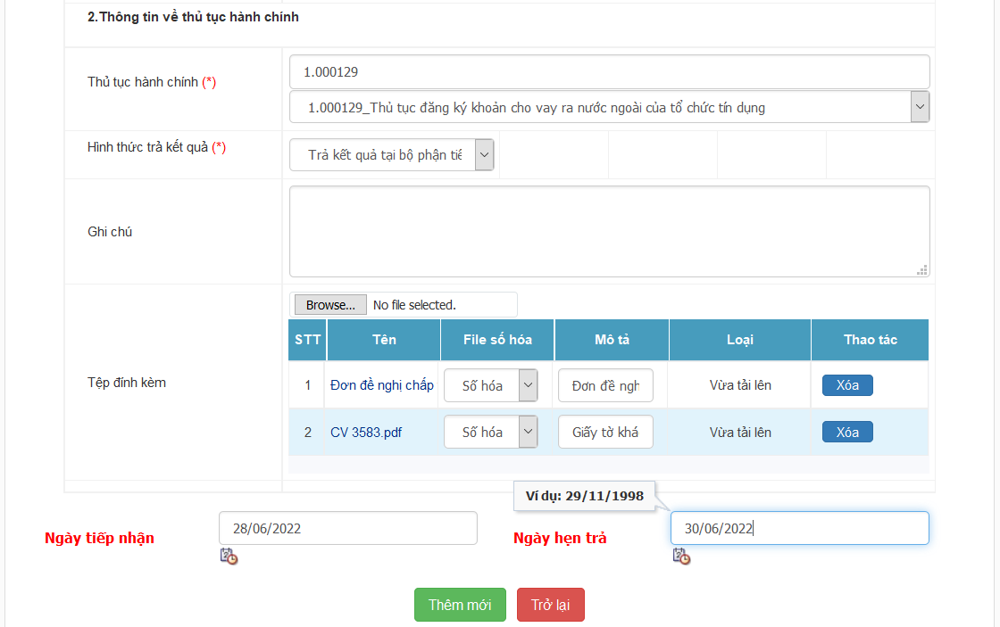 2.Thông tin về thủ tục hành chính
Thủ tục hành chính (*)
1.000129
1.000129_Thủ tục đăng ký khoản cho vay ra nước ngoài của tổ chức tín dụng
Hình thức trả kết quả (*)
Trả kết quả tại bộ phận tiế
Ghi chú
Tệp đính kèm
Browse... No file selected.
STT Tên File số hóa Mô tả Loại Thao tác
1 Đơn đề nghị chấp Số hóa Đơn đề ngh Vừa tải lên Xóa
2 CV 3583.pdf Số hóa Giấy tờ khá Vừa tải lên Xóa
Ví dụ: 29/11/1998
Ngày tiếp nhận 28/06/2022 Ngày hẹn trả 30/06/2022
Thêm mới Trở lại